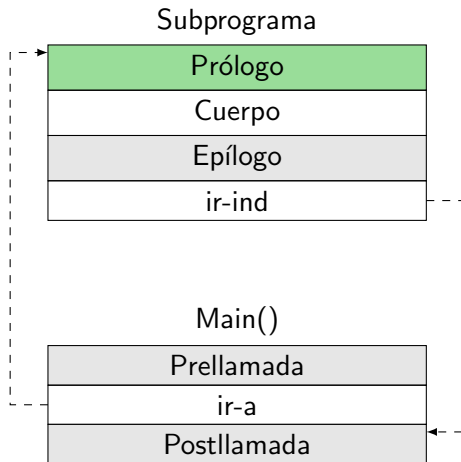 Subprograma
Prólogo
Cuerpo
Epílogo
ir-ind
Main()
Prellamada
ir-a
Postllamada